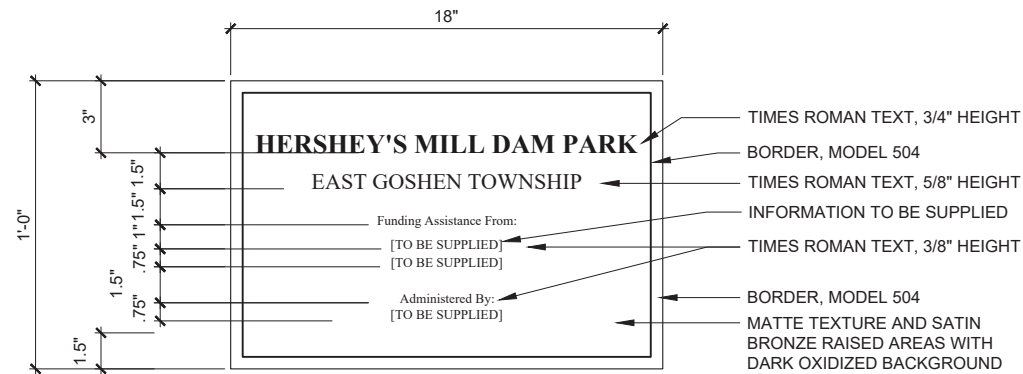 18"
1'-0"
3"
1.5"
1.5"
1"
.75"
1.5"
.75"
1.5"
HERSHEY'S MILL DAM PARK
EAST GOSHEN TOWNSHIP
Funding Assistance From:
[TO BE SUPPLIED]
[TO BE SUPPLIED]
Administered By:
[TO BE SUPPLIED]
TIMES ROMAN TEXT, 3/4" HEIGHT
BORDER, MODEL 504
TIMES ROMAN TEXT, 5/8" HEIGHT
INFORMATION TO BE SUPPLIED
TIMES ROMAN TEXT, 3/8" HEIGHT
BORDER, MODEL 504
MATTE TEXTURE AND SATIN
BRONZE RAISED AREAS WITH
DARK OXIDIZED BACKGROUND